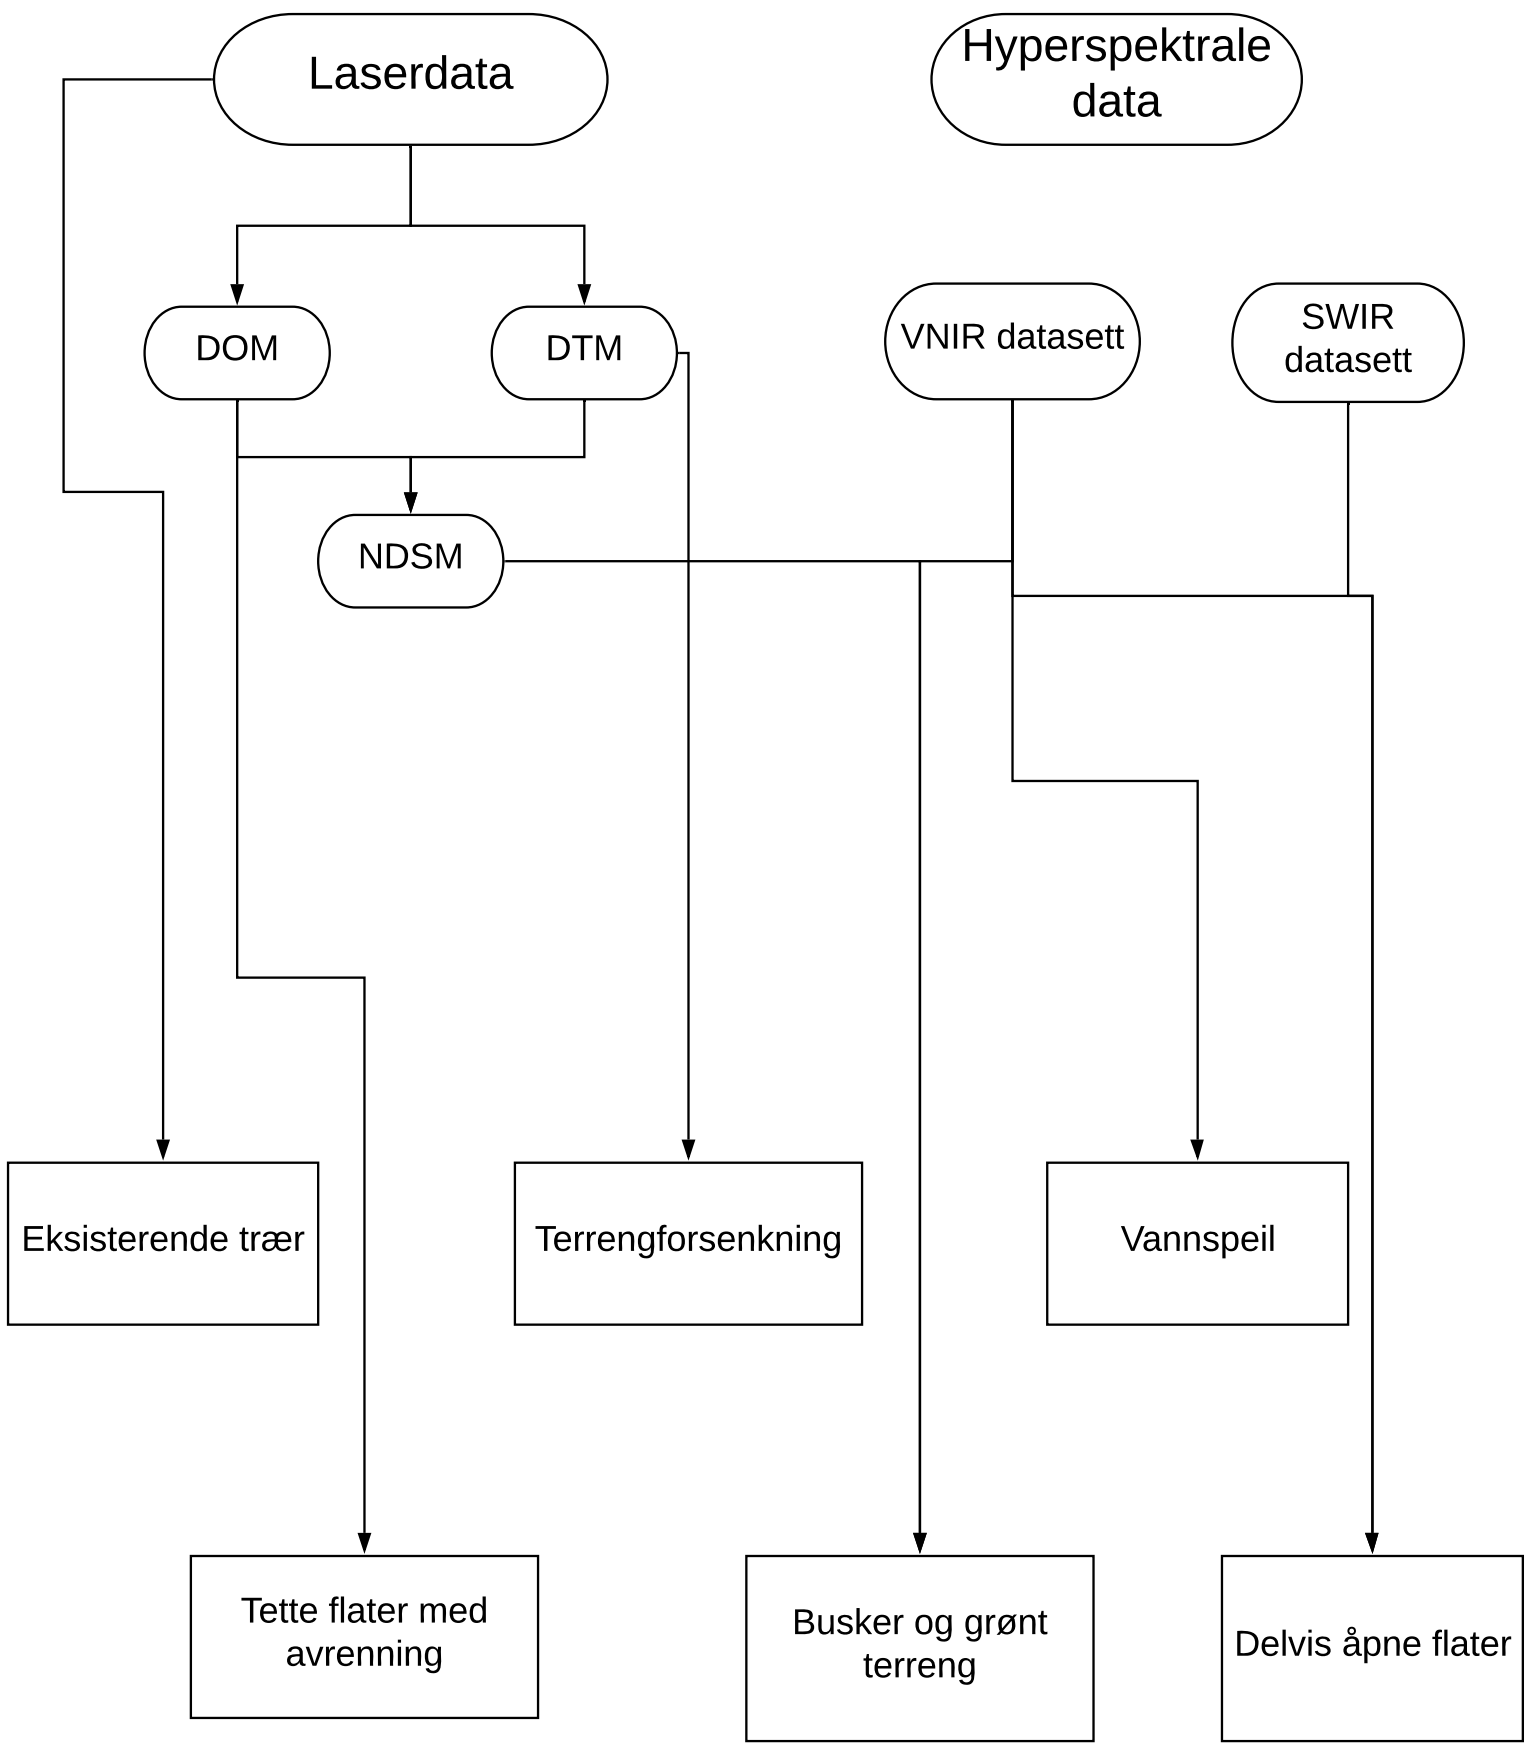 Laserdata
Hyperspektrale
data
DOM
DTM
VNIR datasett
SWIR
datasett
NDSM
Eksisterende trær
Terrengforsenkning
Vannspeil
Tette flater med
avrenning
Busker og grønt
terreng
Delvis åpne flater